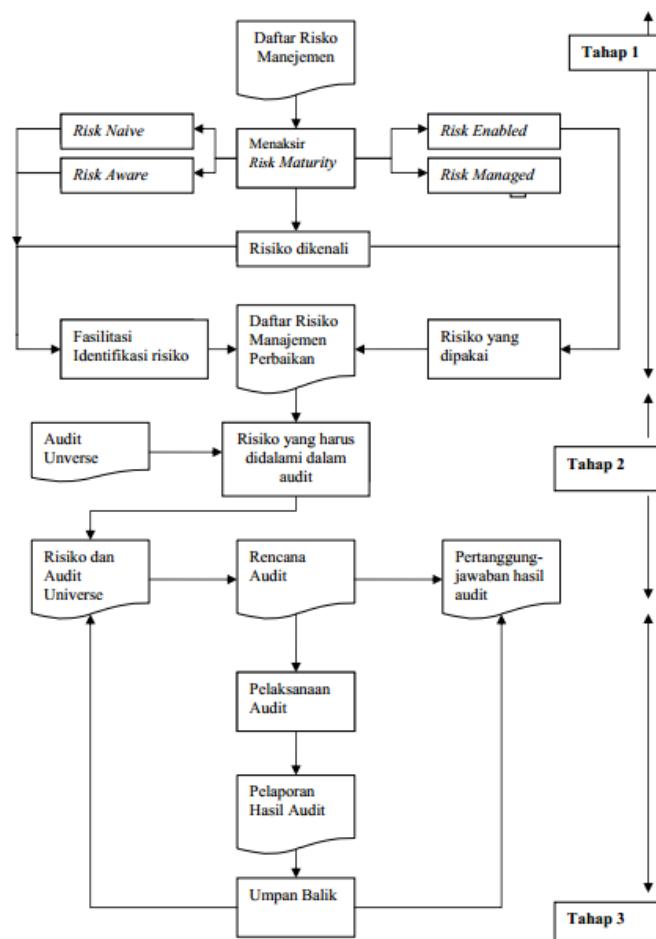 Daftar Risko
Manejemen
Tahap 1
Risk Naive
Risk Aware
Menaksir
Risk Maturity
Risk Enabled
Risk Managed
Risiko dikenali
Fasilitasi
Identifikasi risiko
Daftar Risiko
Manajemen
Perbaikan
Risiko yang
dipakai
Audit
Unverse
Risiko yang harus
didalami dalam
audit
Tahap 2
Risiko dan
Audit
Universe
Rencana
Audit
Pertanggung-
jawaban hasil
audit
Pelaksanaan
Audit
Pelaporan
Hasil Audit
Umpan Balik
Tahap 3